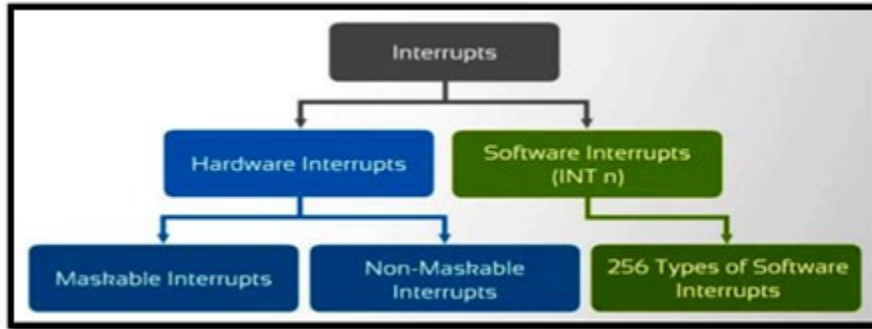 Interrupts
Hardware Interrupts
Software Interrupts
(INT n)
Maskable Interrupts
Non-Maskable
Interrupts
256 Types of Software
Interrupts